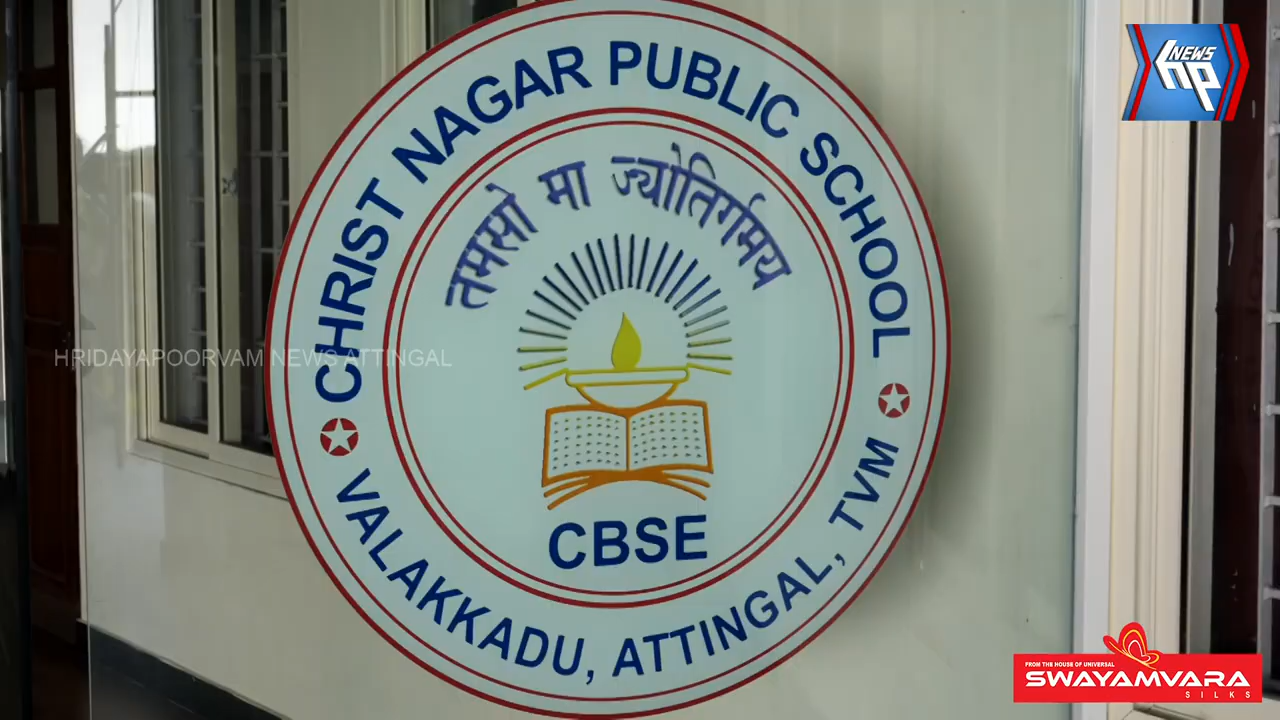 CHRIST NAGAR PUBLIC SCHOOL
तमसो मा ज्योतिर्गमय
CBSE
VALAKKADU, ATTINGAL, TVM
HRIDAYAPOORVAM NEWS ATTINGAL
NEWS
hp
FROM THE HOUSE OF UNIVERSAL
SWAYAMVARA
SILKS